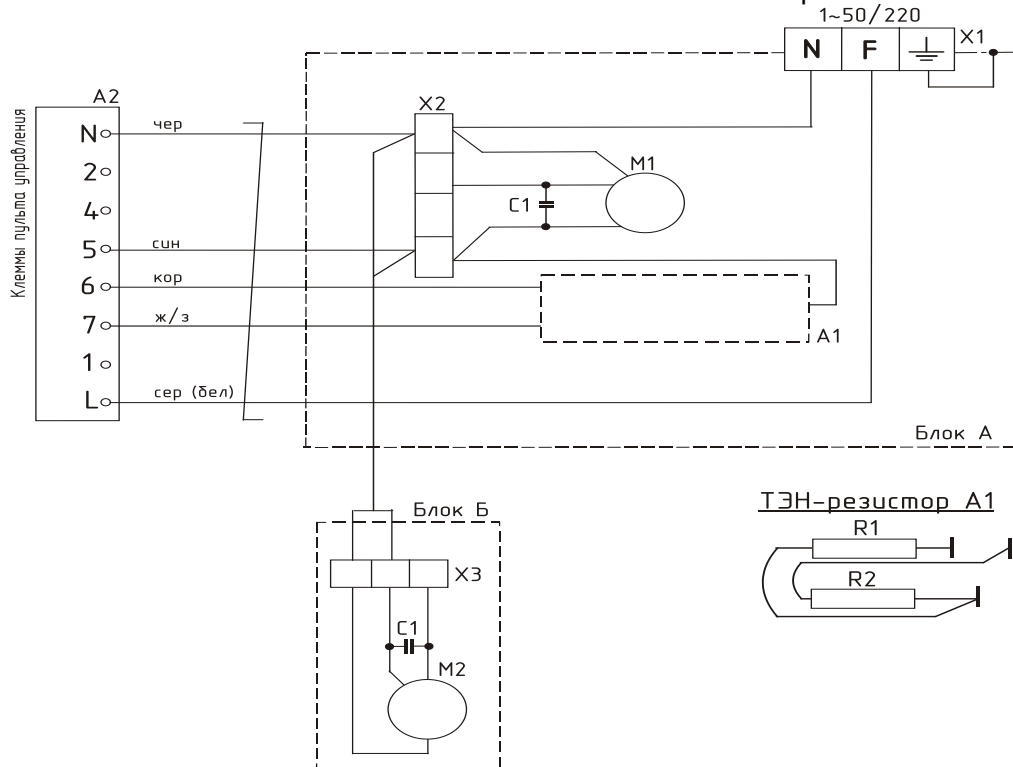 1~50/220
N F X1
A2
Клеммы пульта управления
N чер
2
4
5 син
6 кор
7 ж/з
1
L сер (бел)
X2
M1
C1
A1
Блок А
Блок Б
X3
C1
M2
ТЭН-резистор А1
R1
R2